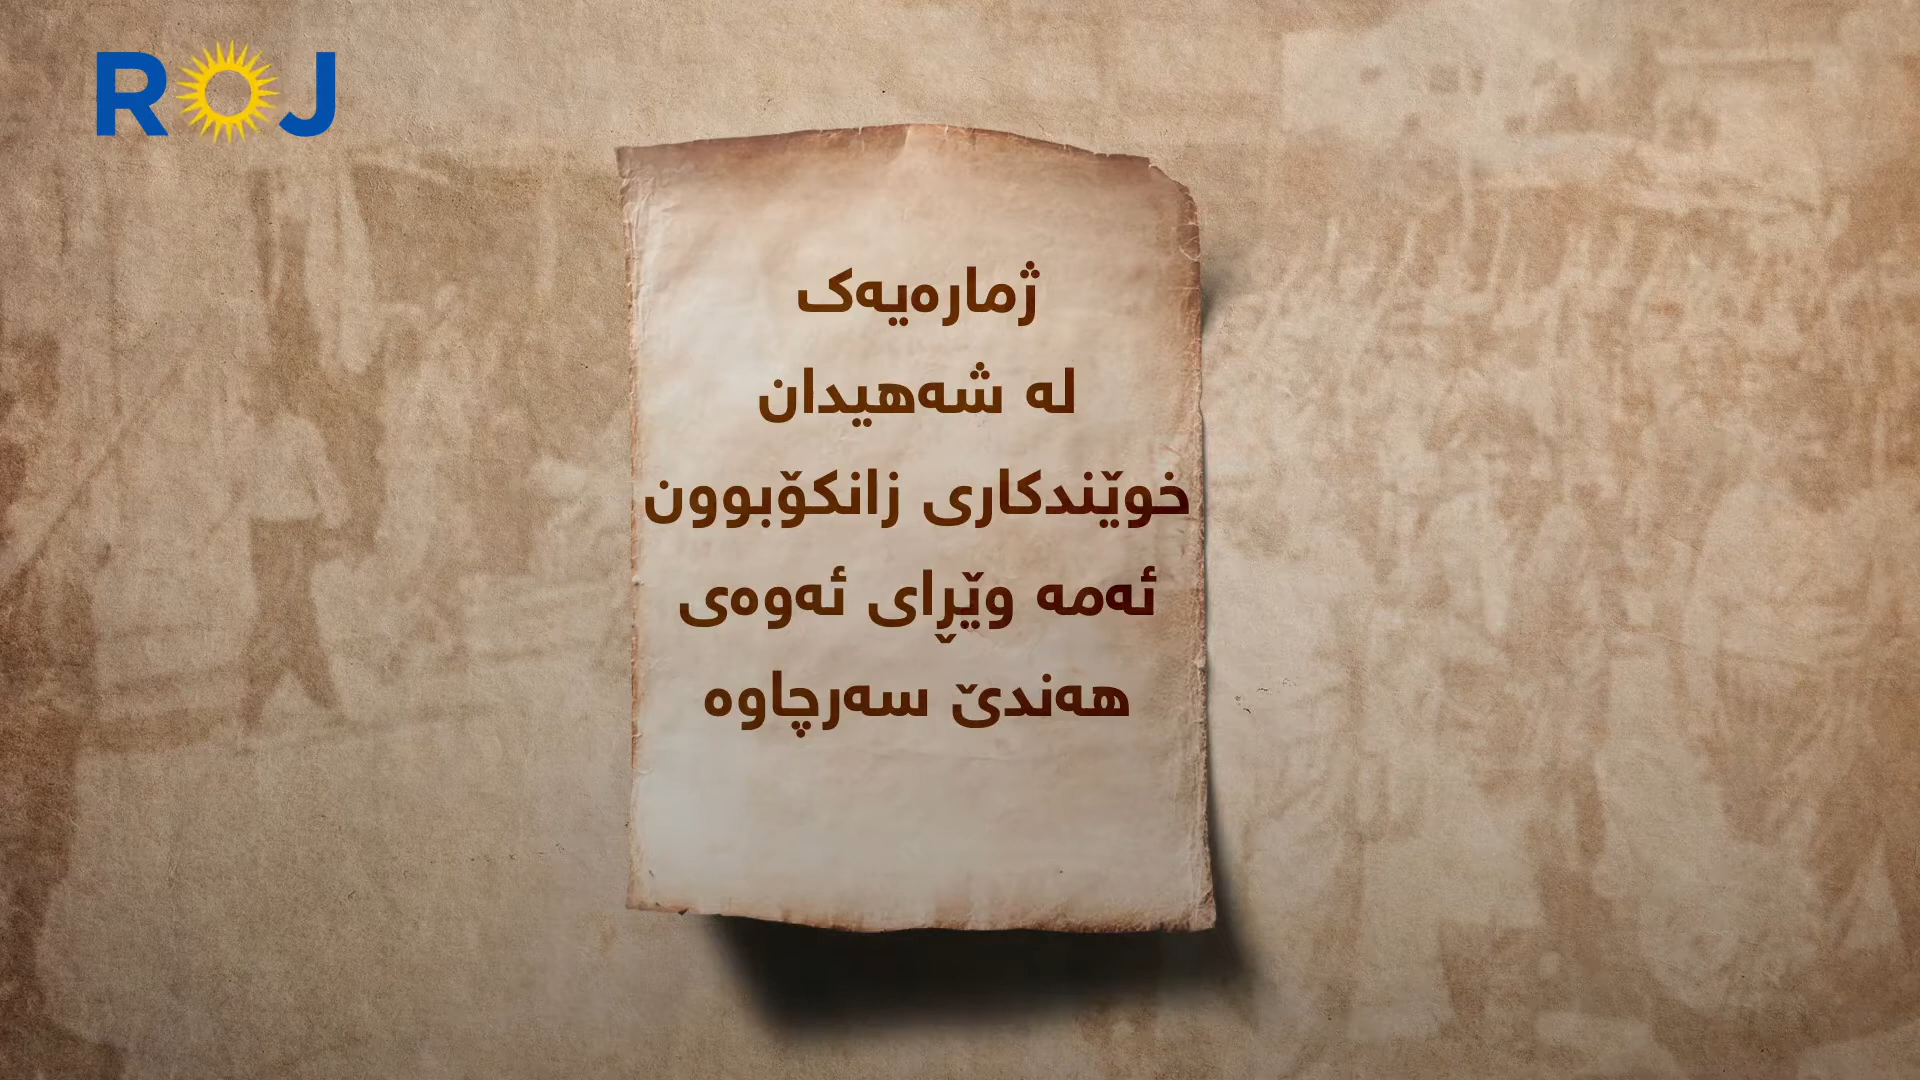 ROJ
ژمارەیەک
لە شەهیدان
خوێندکاری زانکۆبوون
ئەمە وێڕای ئەوەی
هەندێ سەرچاوە